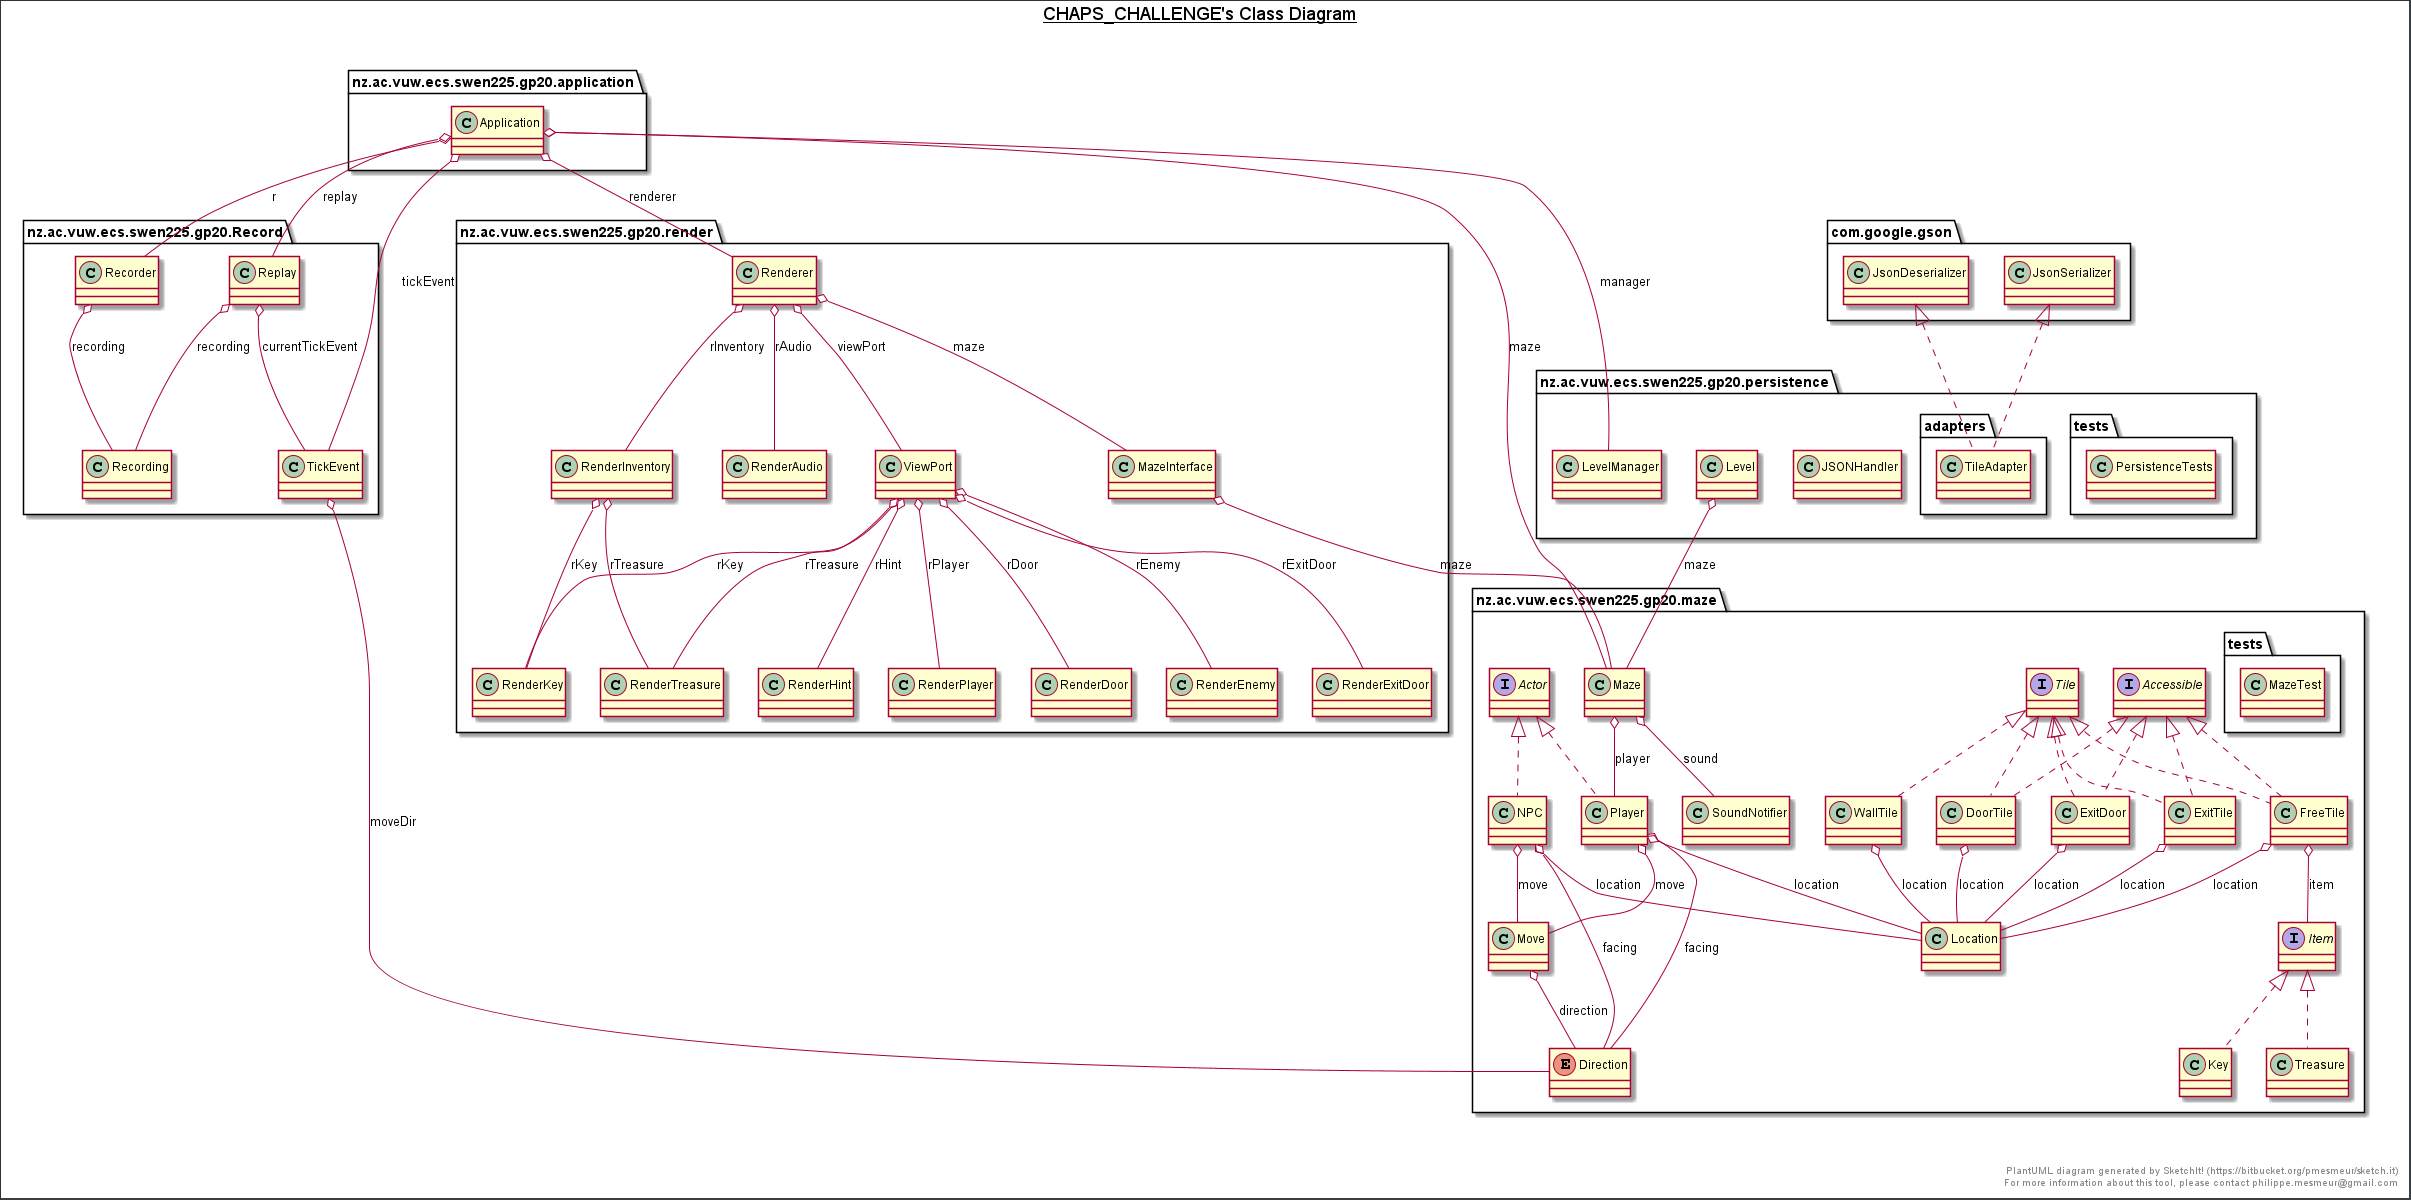 CHAPS_CHALLENGE's Class Diagram
nz.ac.vuw.ecs.swen225.gp20.application
C Application
r
replay
renderer
nz.ac.vuw.ecs.swen225.gp20.Record
nz.ac.vuw.ecs.swen225.gp20.render
com.google.gson
C Recorder
C Replay
C Renderer
C JsonDeserializer
C JsonSerializer
tickEvent
manager
recording
recording
currentTickEvent
rInventory
rAudio
viewPort
maze
maze
nz.ac.vuw.ecs.swen225.gp20.persistence
adapters
tests
C Recording
C TickEvent
C RenderInventory
C RenderAudio
C ViewPort
C MazeInterface
C LevelManager
C Level
C JSONHandler
C TileAdapter
C PersistenceTests
rKey
rTreasure
rKey
rTreasure
rHint
rPlayer
rDoor
rEnemy
rExitDoor
maze
maze
nz.ac.vuw.ecs.swen225.gp20.maze
tests
C RenderKey
C RenderTreasure
C RenderHint
C RenderPlayer
C RenderDoor
C RenderEnemy
C RenderExitDoor
I Actor
C Maze
I Tile
I Accessible
C MazeTest
player
sound
C NPC
C Player
C SoundNotifier
C WallTile
C DoorTile
C ExitDoor
C ExitTile
C FreeTile
moveDir
move
location
move
location
location
location
location
location
location
item
C Move
facing
facing
C Location
I Item
direction
E Direction
C Key
C Treasure
PlantUML diagram generated by SketchIt! (https://bitbucket.org/pmesmeur/sketch.it)
For more information about this tool, please contact philippe.mesmeur@gmail.com